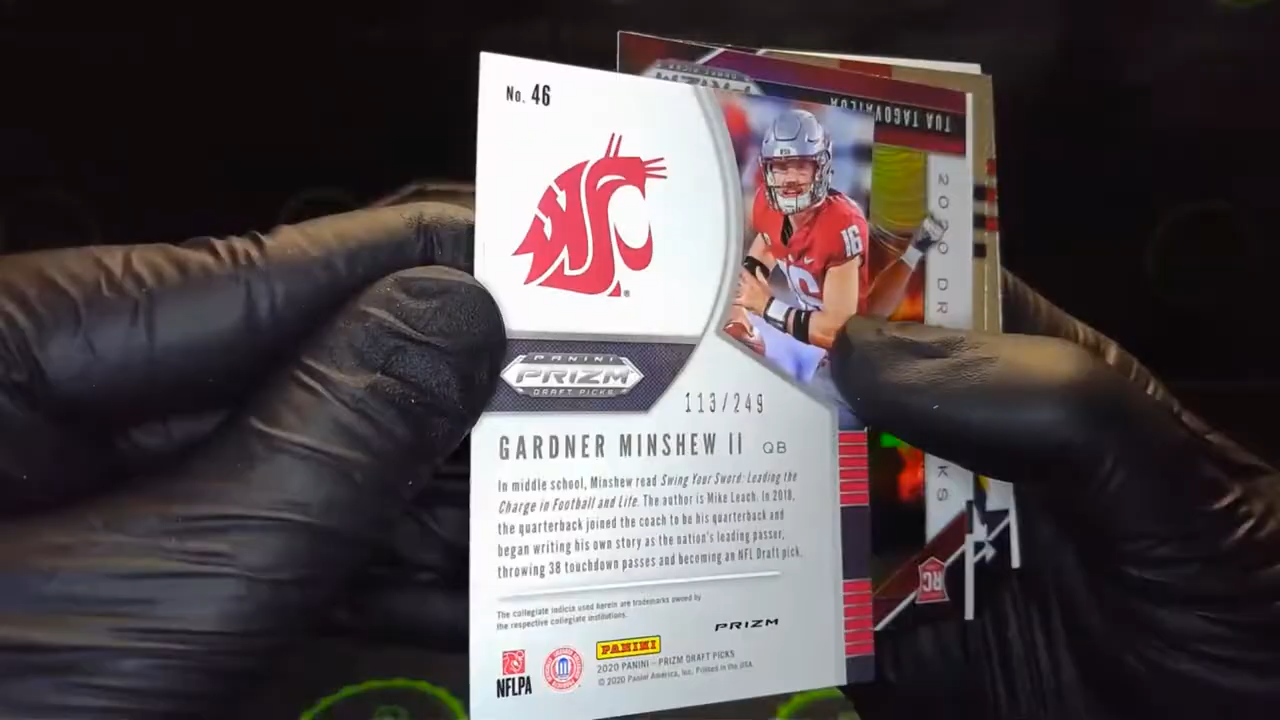 No. 46
PANINI
PRIZM
DRAFT PICKS
113/249
GARDNER MINSHEW II QB
In middle school, Minshew read Swing Your Sword: Leading the
Charge in Football and Life. The author is Mike Leach. In 2018,
the quarterback joined the coach to be his quarterback and
began writing his own story as the nation's leading passer,
throwing 38 touchdown passes and becoming an NFL Draft pick.
The collegiate indicia used herein are trademarks owned by
the respective collegiate institutions.
PRIZM
NFLPA
PANINI
2020 PANINI – PRIZM DRAFT PICKS
© 2020 Panini America, Inc. Printed in the USA.
16
PRIZM
TUA TAGOVAILOA
2020 DR
KS
RC